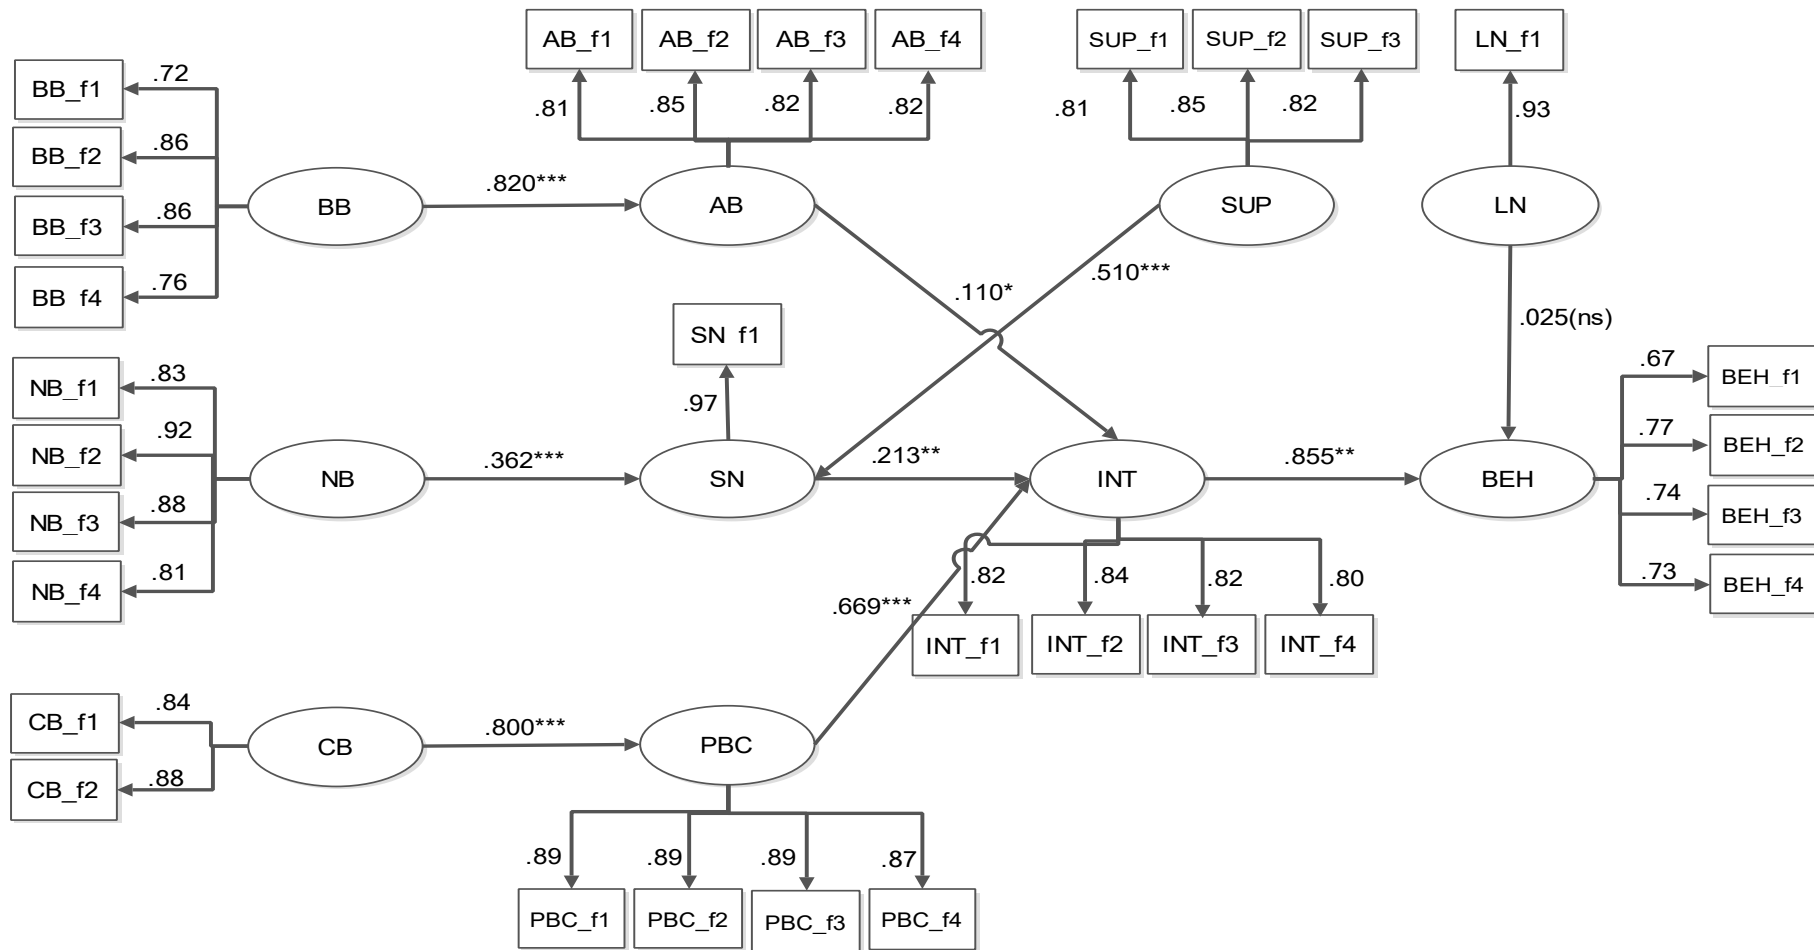 AB_f1
AB_f2
AB_f3
AB_f4
SUP_f1
SUP_f2
SUP_f3
LN_f1
BB_f1
.72
.81
.85
.82
.82
.81
.85
.82
.93
BB_f2
.86
BB_f3
.86
BB f4
.76
BB
.820***
AB
SUP
LN
.110*
.510***
.025(ns)
SN f1
.97
NB_f1
.83
NB_f2
.92
NB_f3
.88
NB_f4
.81
NB
.362***
SN
.213**
INT
.855**
BEH
.67
BEH_f1
.77
BEH_f2
.74
BEH_f3
.73
BEH_f4
.82
.84
.82
.80
INT_f1
INT_f2
INT_f3
INT_f4
.669***
CB_f1
.84
CB_f2
.88
CB
.800***
PBC
.89
.89
.89
.87
PBC_f1
PBC_f2
PBC_f3
PBC_f4